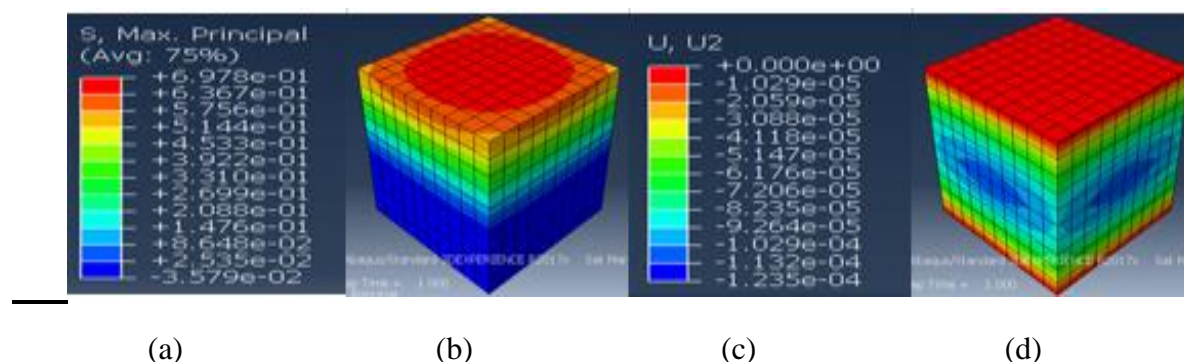 S, Max. Principal
(Avg: 75%)
+6.978e-01
+6.367e-01
+5.756e-01
+5.144e-01
+4.533e-01
+3.922e-01
+3.310e-01
+2.699e-01
+2.088e-01
+1.476e-01
+8.648e-02
+2.535e-02
-3.579e-02
U, U2
+0.000e+00
-1.029e-05
-2.059e-05
-3.088e-05
-4.118e-05
-5.147e-05
-6.176e-05
-7.206e-05
-8.235e-05
-9.264e-05
-1.029e-04
-1.132e-04
-1.235e-04
(a) (b) (c) (d)